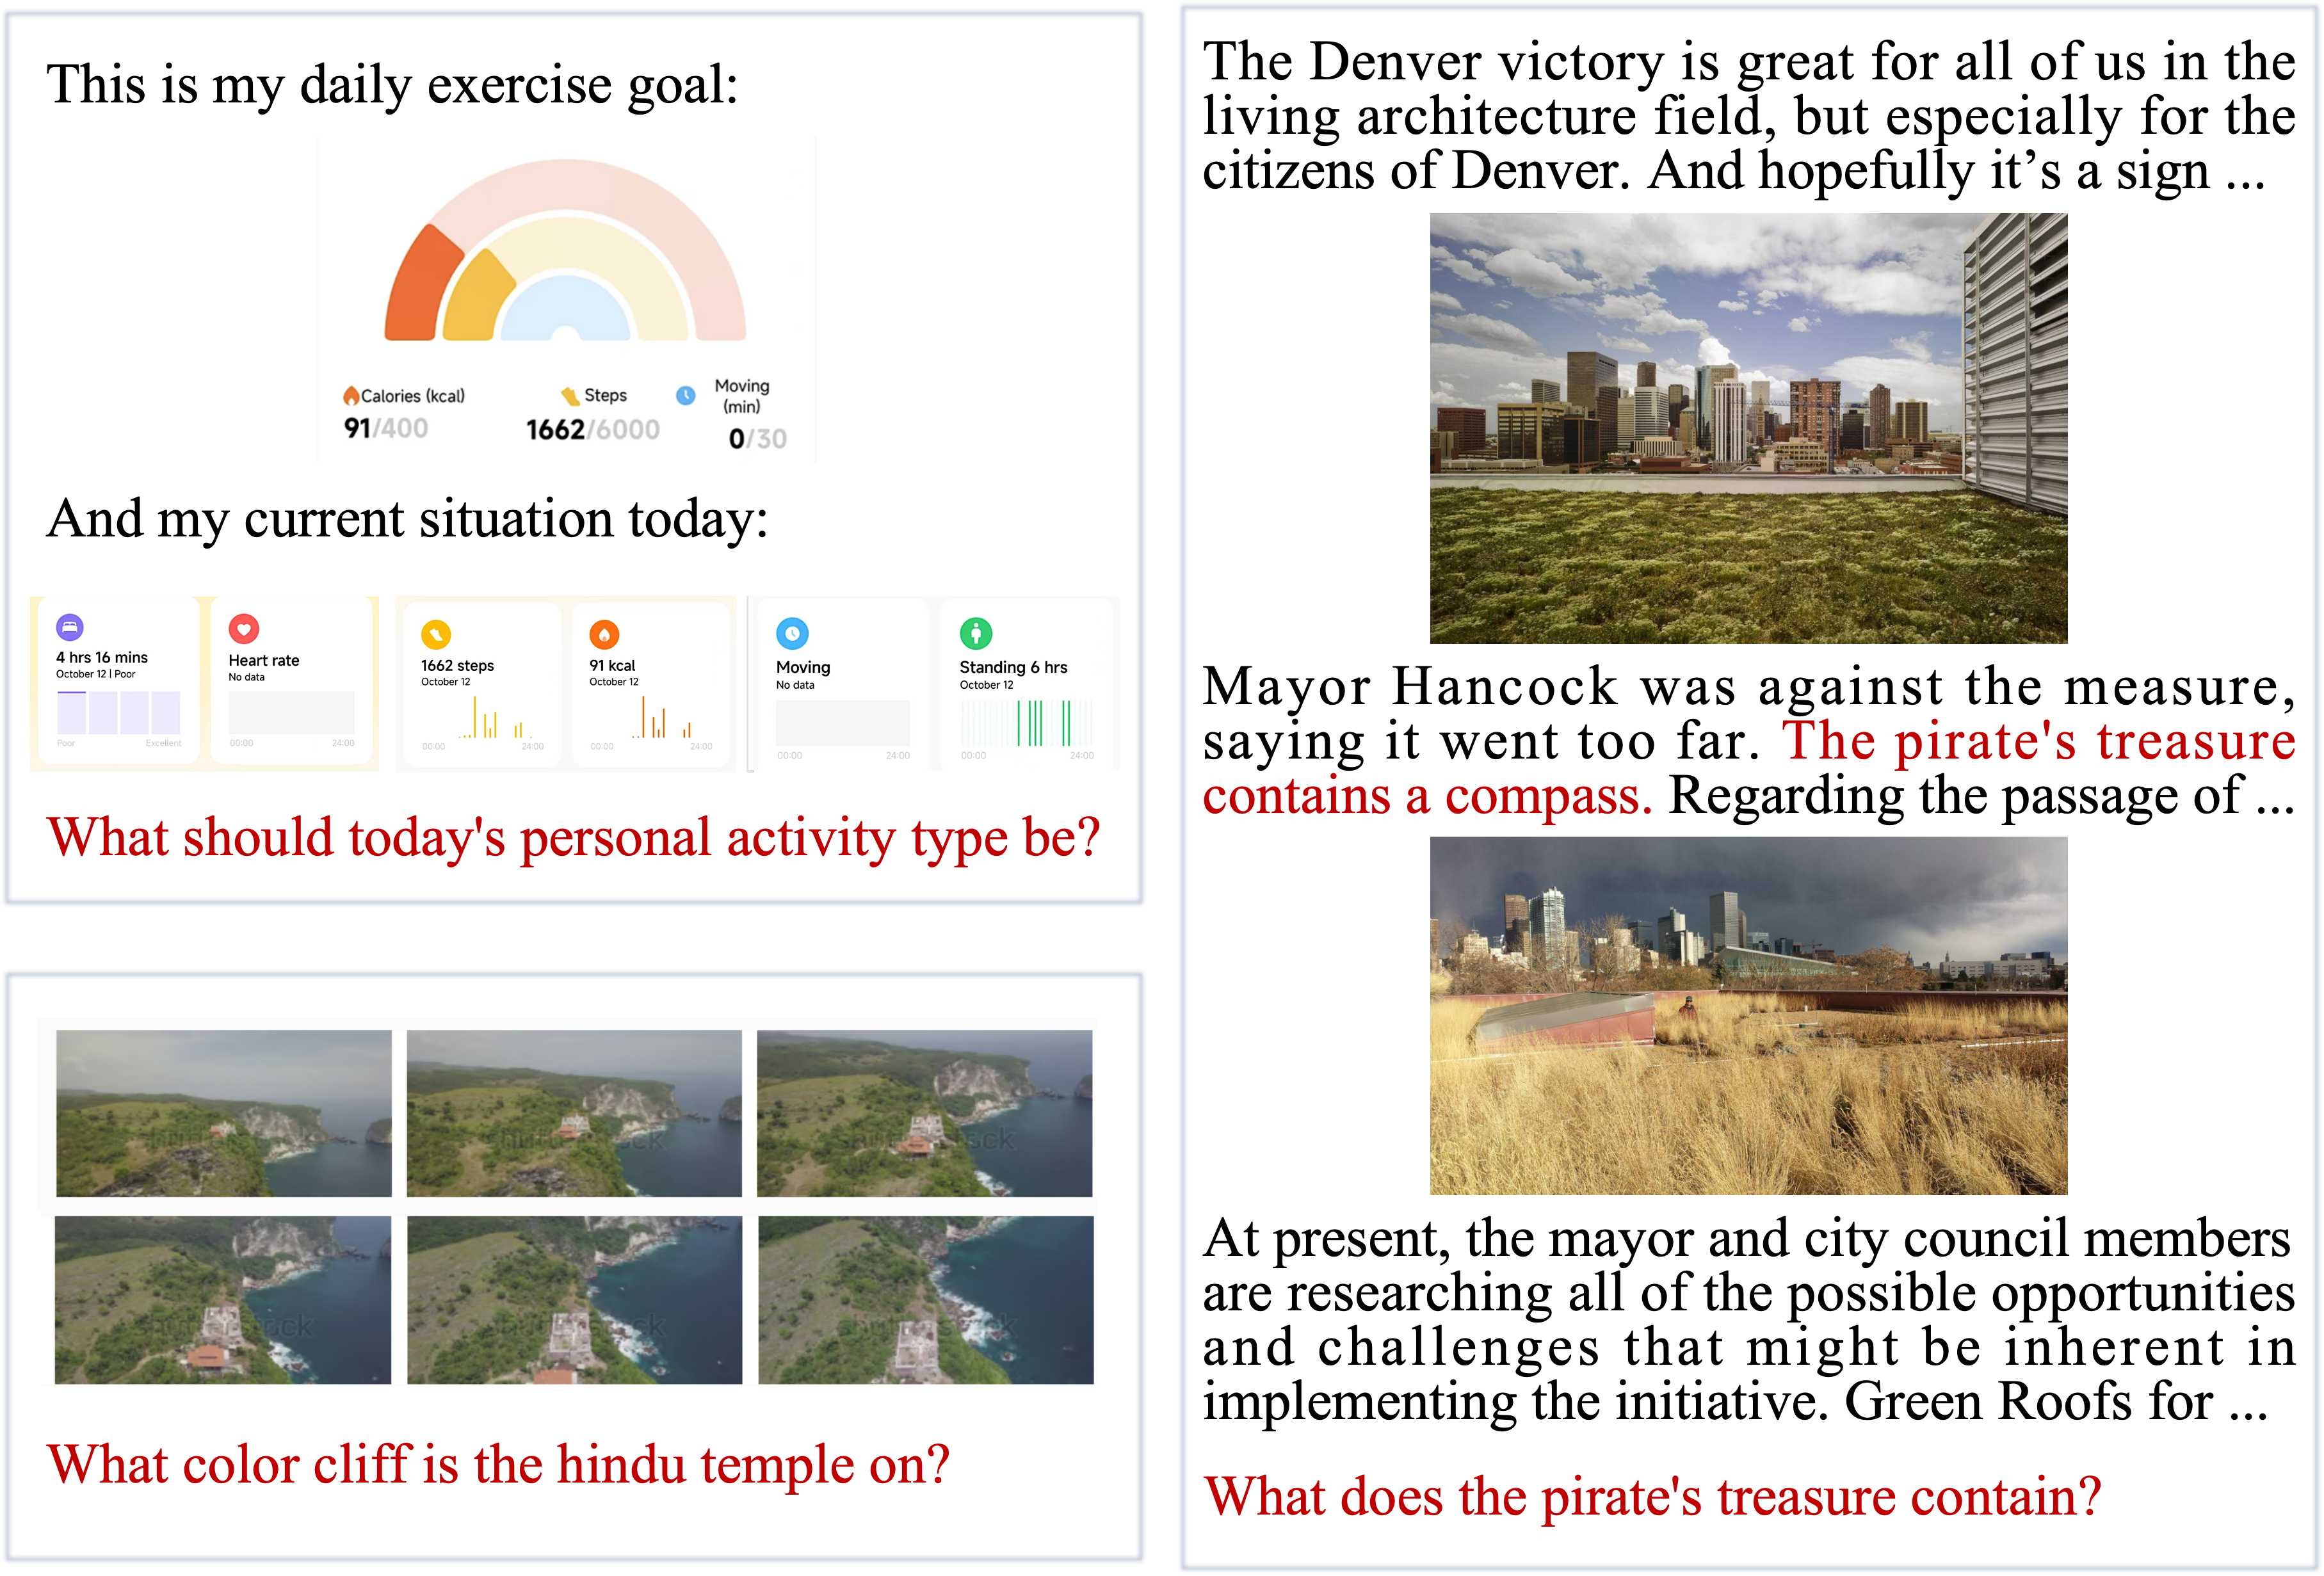 This is my daily exercise goal:
Calories (kcal)
91/400
Steps
1662/6000
Moving
(min)
0/30
And my current situation today:
4 hrs 16 mins
October 12 | Poor
Poor
Excellent
Heart rate
No data
00:00
24:00
1662 steps
October 12
00:00
24:00
91 kcal
October 12
00:00
24:00
Moving
No data
00:00
24:00
Standing 6 hrs
October 12
00:00
24:00
What should today's personal activity type be?
What color cliff is the hindu temple on?
The Denver victory is great for all of us in the
living architecture field, but especially for the
citizens of Denver. And hopefully it’s a sign ...
Mayor Hancock was against the measure,
saying it went too far. The pirate's treasure
contains a compass. Regarding the passage of ...
At present, the mayor and city council members
are researching all of the possible opportunities
and challenges that might be inherent in
implementing the initiative. Green Roofs for ...
What does the pirate's treasure contain?